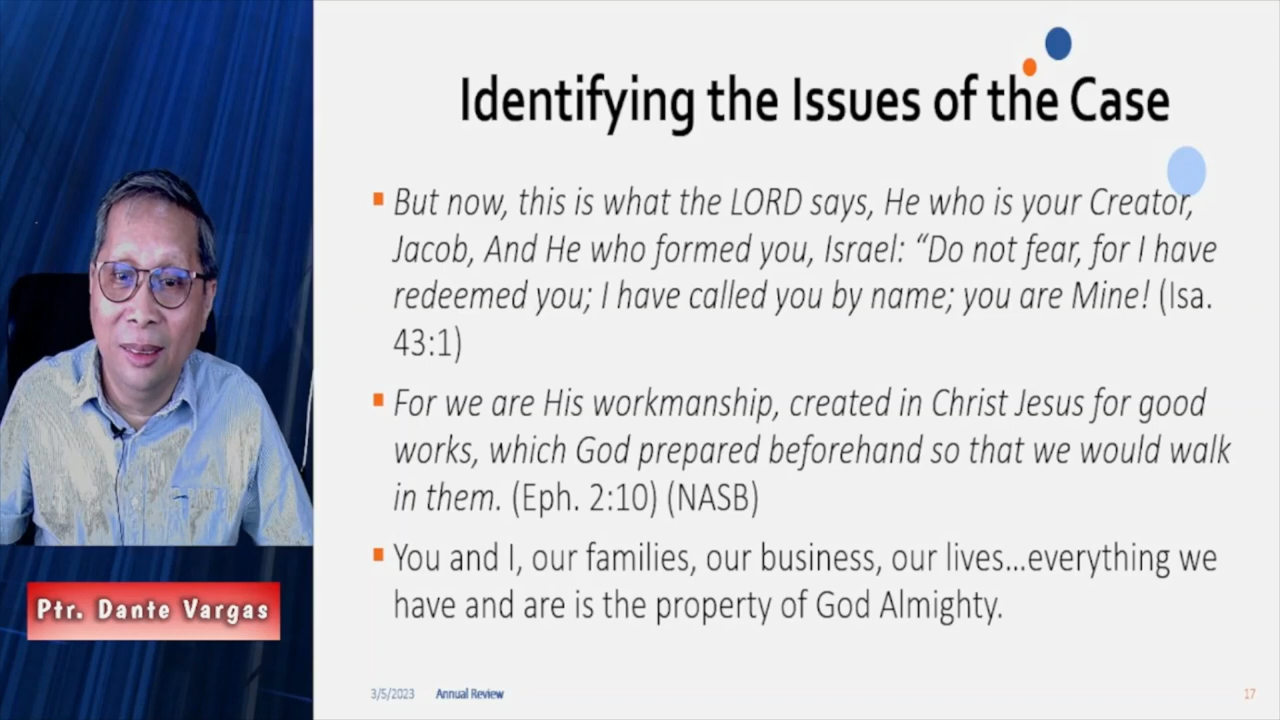 Identifying the Issues of the Case
But now, this is what the LORD says, He who is your Creator,
Jacob, And He who formed you, Israel: “Do not fear, for I have
redeemed you; I have called you by name; you are Mine! (Isa.
43:1)
For we are His workmanship, created in Christ Jesus for good
works, which God prepared beforehand so that we would walk
in them. (Eph. 2:10) (NASB)
You and I, our families, our business, our lives...everything we
have and are is the property of God Almighty.
Ptr. Dante Vargas
3/5/2023 Annual Review 17